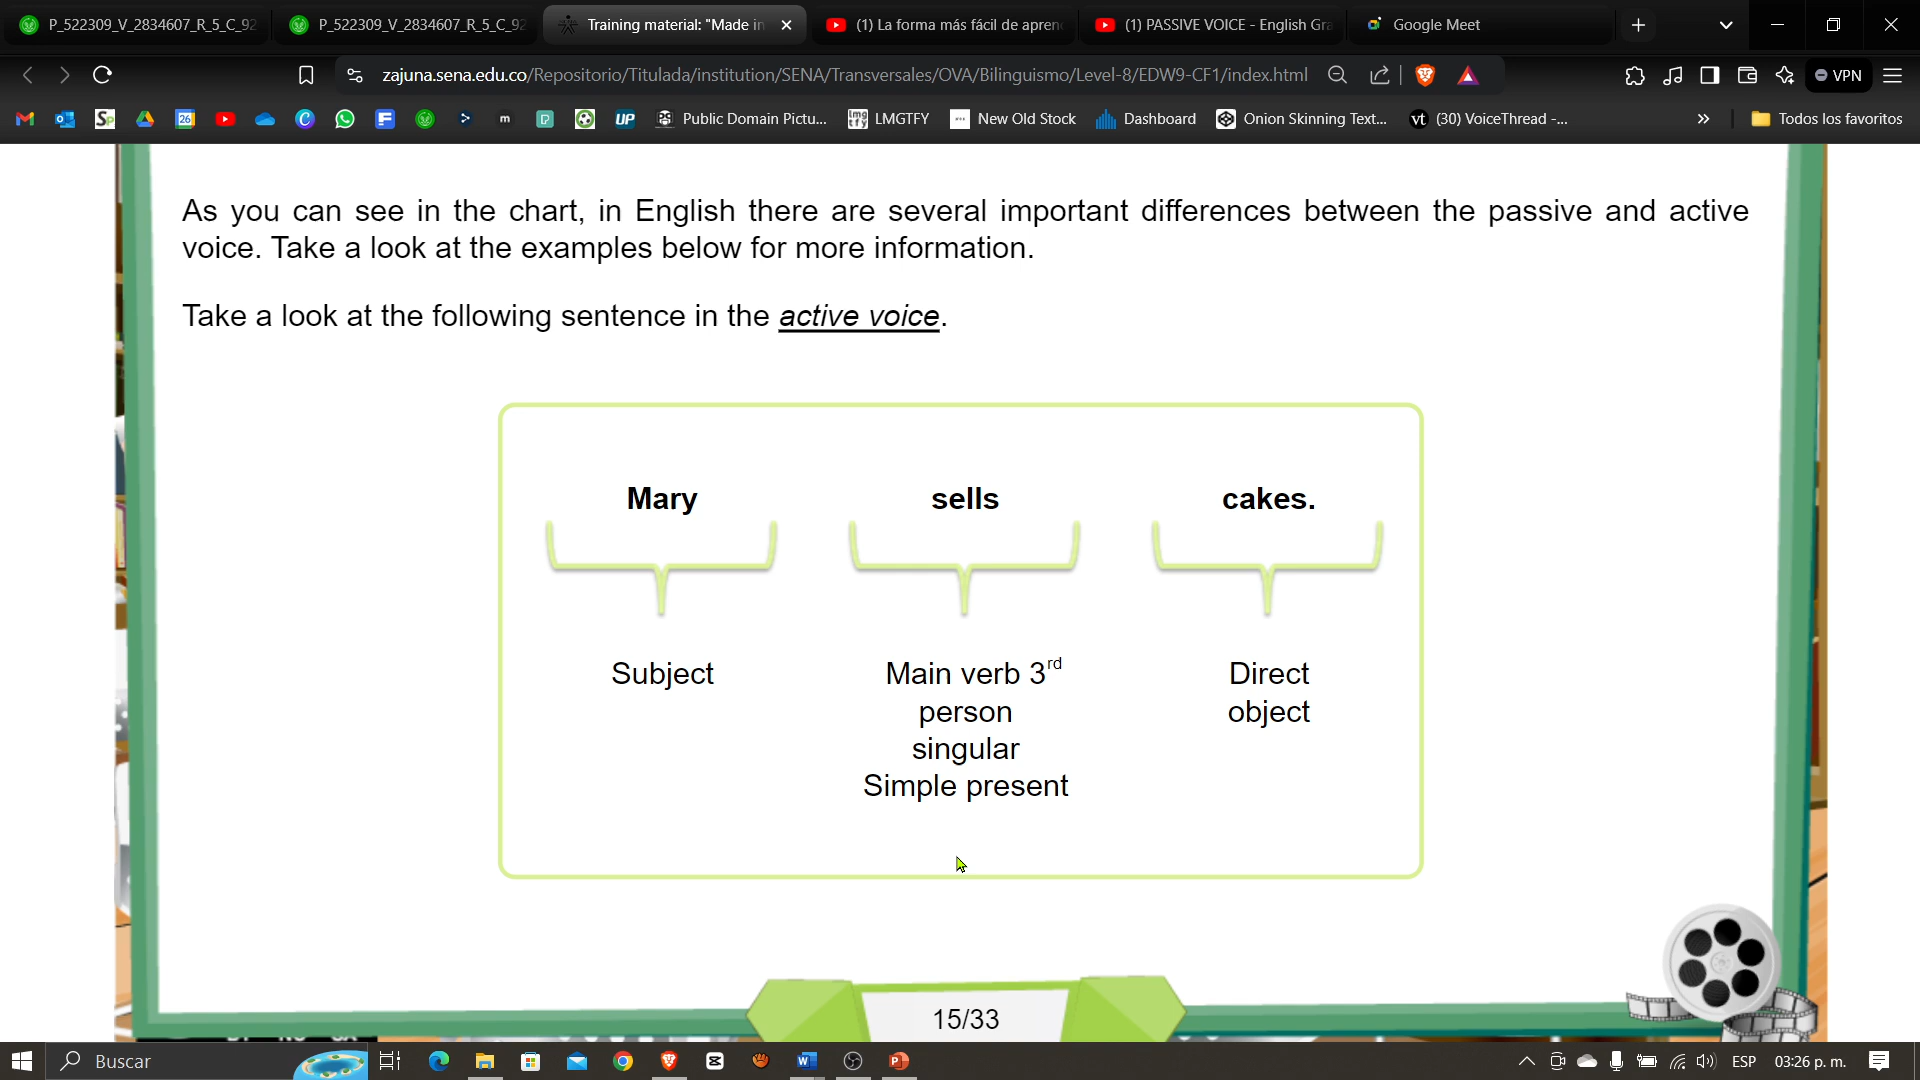 P_522309_V_2834607_R_5_C_92
P_522309_V_2834607_R_5_C_92
Training material: "Made in
(1) La forma más fácil de apren
(1) PASSIVE VOICE - English Gra
Google Meet
zajuna.sena.edu.co/Repositorio/Titulada/institution/SENA/Transversales/OVA/Bilinguismo/Level-8/EDW9-CF1/index.html
VPN
26
UP
Public Domain Pictu...
LMGTFY
New Old Stock
Dashboard
Onion Skinning Text...
vt (30) VoiceThread -...
»
Todos los favoritos
As you can see in the chart, in English there are several important differences between the passive and active
voice. Take a look at the examples below for more information.
Take a look at the following sentence in the active voice.
Mary sells cakes.
Subject
Main verb 3rd
person
singular
Simple present
Direct
object
15/33
Buscar
ESP
03:26 p. m.